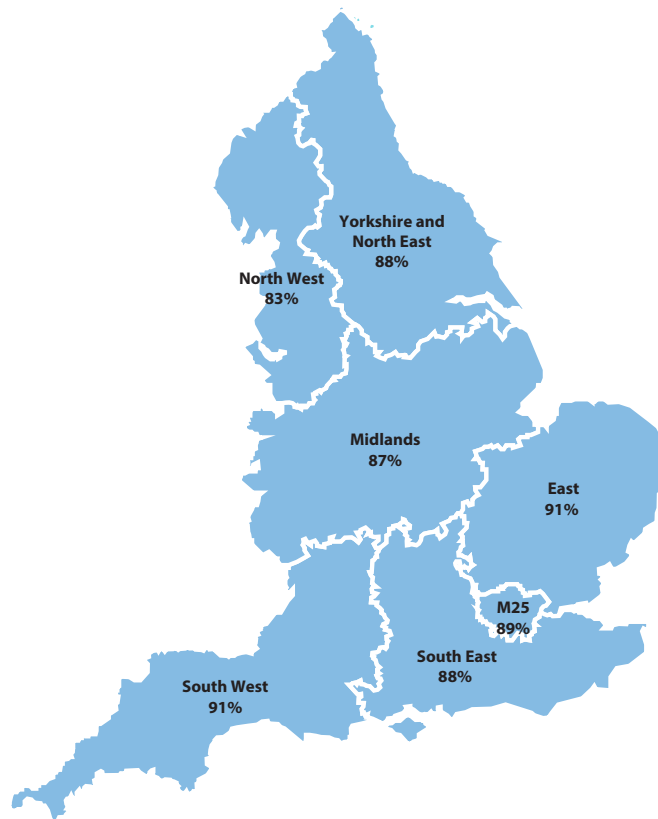 Yorkshire and
North East
88%
North West
83%
Midlands
87%
East
91%
M25
89%
South East
88%
South West
91%